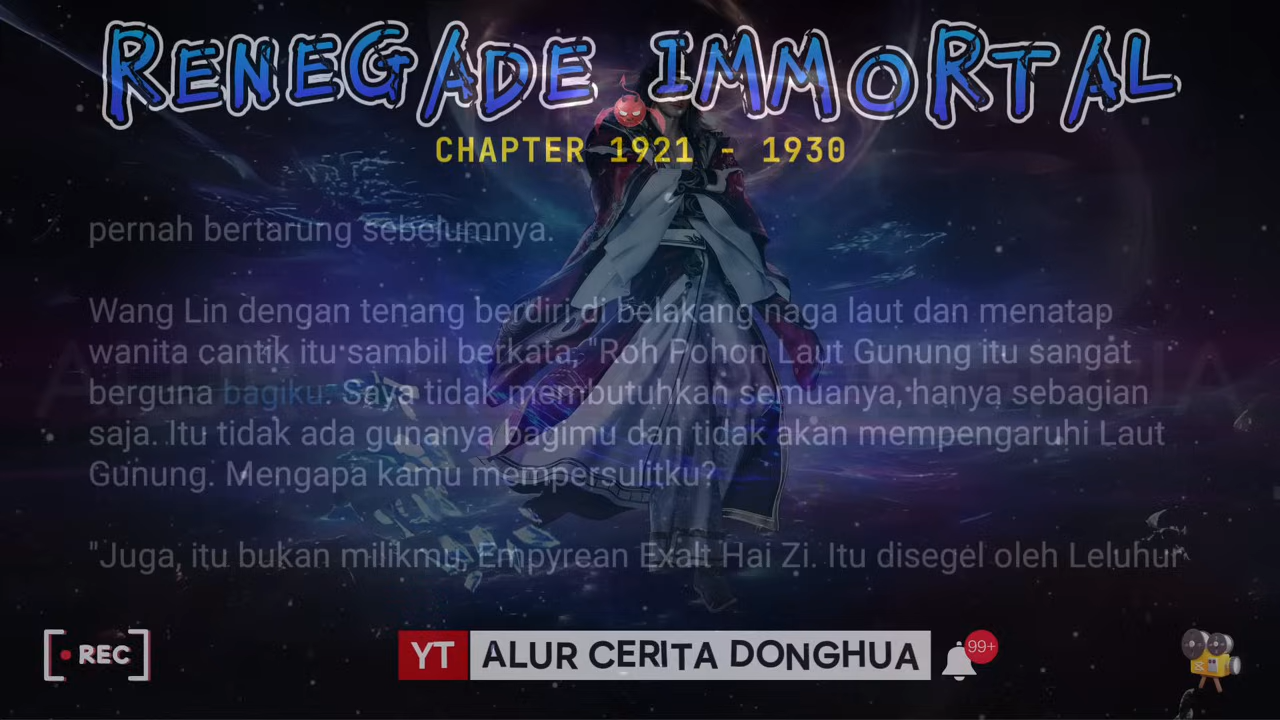 RENEGADE IMMORTAL
CHAPTER 1921 - 1930
pernah bertarung sebelumnya.
Wang Lin dengan tenang berdiri di belakang naga laut dan menatap
wanita cantik itu sambil berkata, "Roh Pohon Laut Gunung itu sangat
berguna bagiku. Saya tidak membutuhkan semuanya, hanya sebagian
saja. Itu tidak ada gunanya bagimu dan tidak akan mempengaruhi Laut
Gunung. Mengapa kamu mempersulitku?
"Juga, itu bukan milikmu, Empyrean Exalt Hai Zi. Itu disegel oleh Leluhur
REC
YT ALUR CERITA DONGHUA 99+